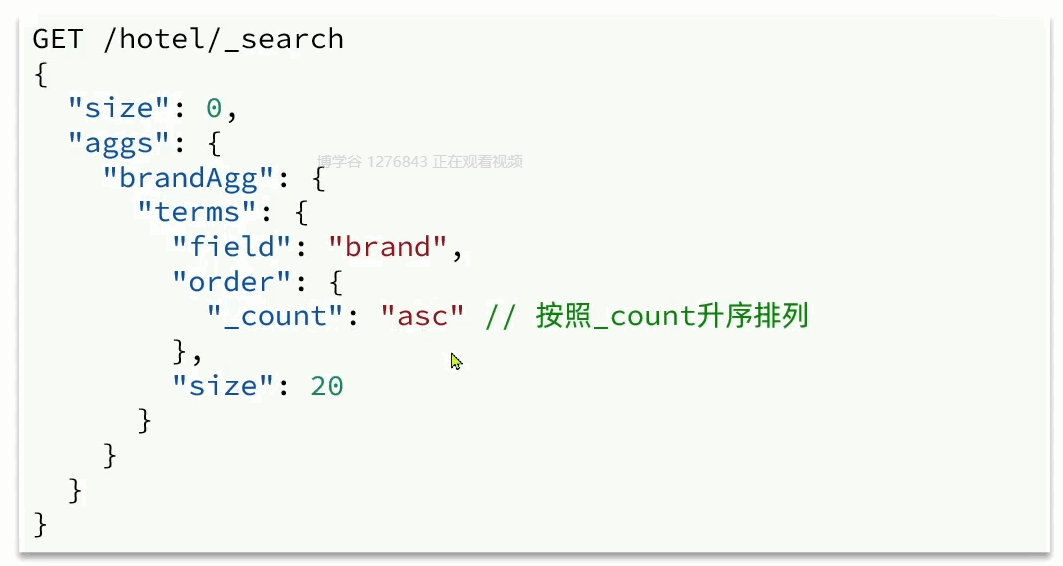 GET /hotel/_search
{
  "size": 0,
  "aggs": {
博学谷 1276843 正在观看视频
    "brandAgg": {
      "terms": {
        "field": "brand",
        "order": {
          "_count": "asc" // 按照_count升序排列
        },
        "size": 20
      }
    }
  }
}